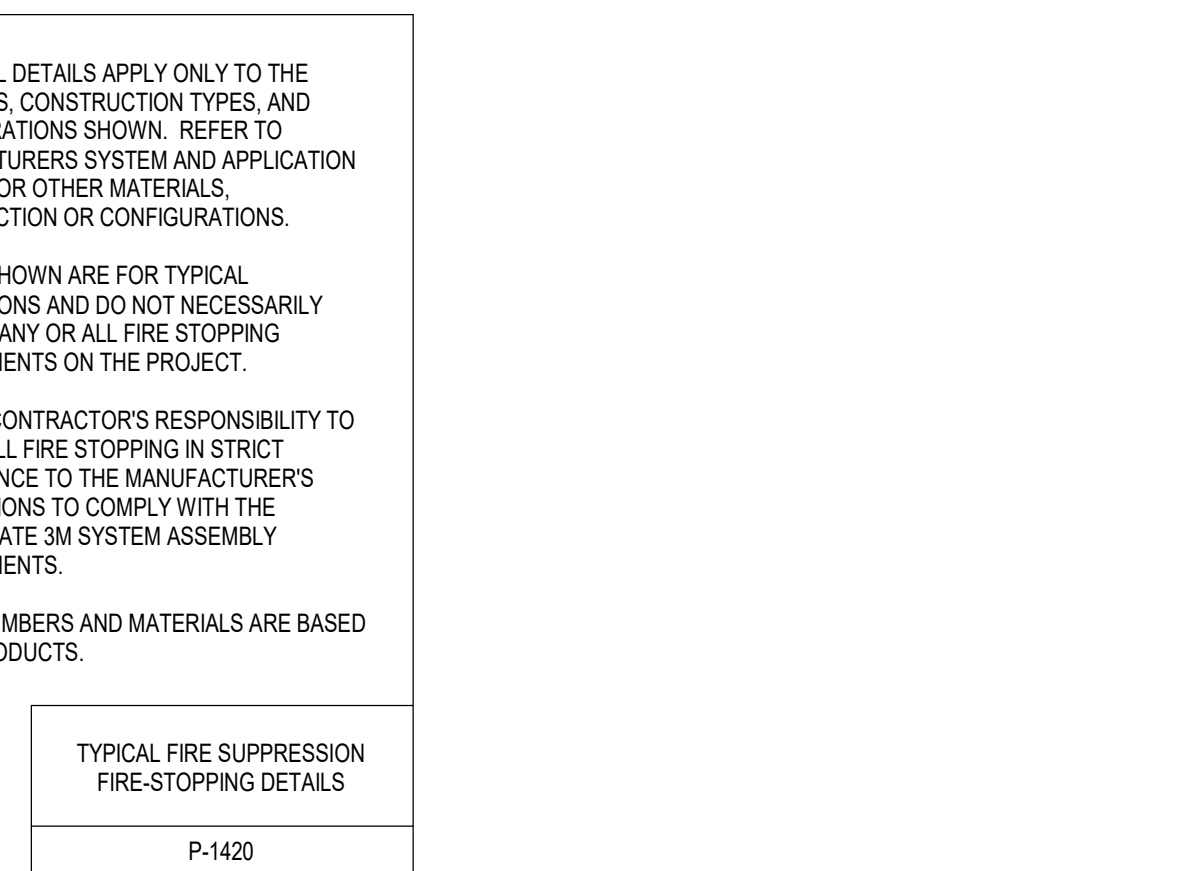 L DETAILS APPLY ONLY TO THE
S, CONSTRUCTION TYPES, AND
RATIONS SHOWN.  REFER TO
TURERS SYSTEM AND APPLICATION
OR OTHER MATERIALS,
CTION OR CONFIGURATIONS.
HOWN ARE FOR TYPICAL
ONS AND DO NOT NECESSARILY
ANY OR ALL FIRE STOPPING
MENTS ON THE PROJECT.
CONTRACTOR'S RESPONSIBILITY TO
LL FIRE STOPPING IN STRICT
NCE TO THE MANUFACTURER'S
IONS TO COMPLY WITH THE
ATE 3M SYSTEM ASSEMBLY
MENTS.
MBERS AND MATERIALS ARE BASED
ODUCTS.
TYPICAL FIRE SUPPRESSION
FIRE-STOPPING DETAILS
P-1420